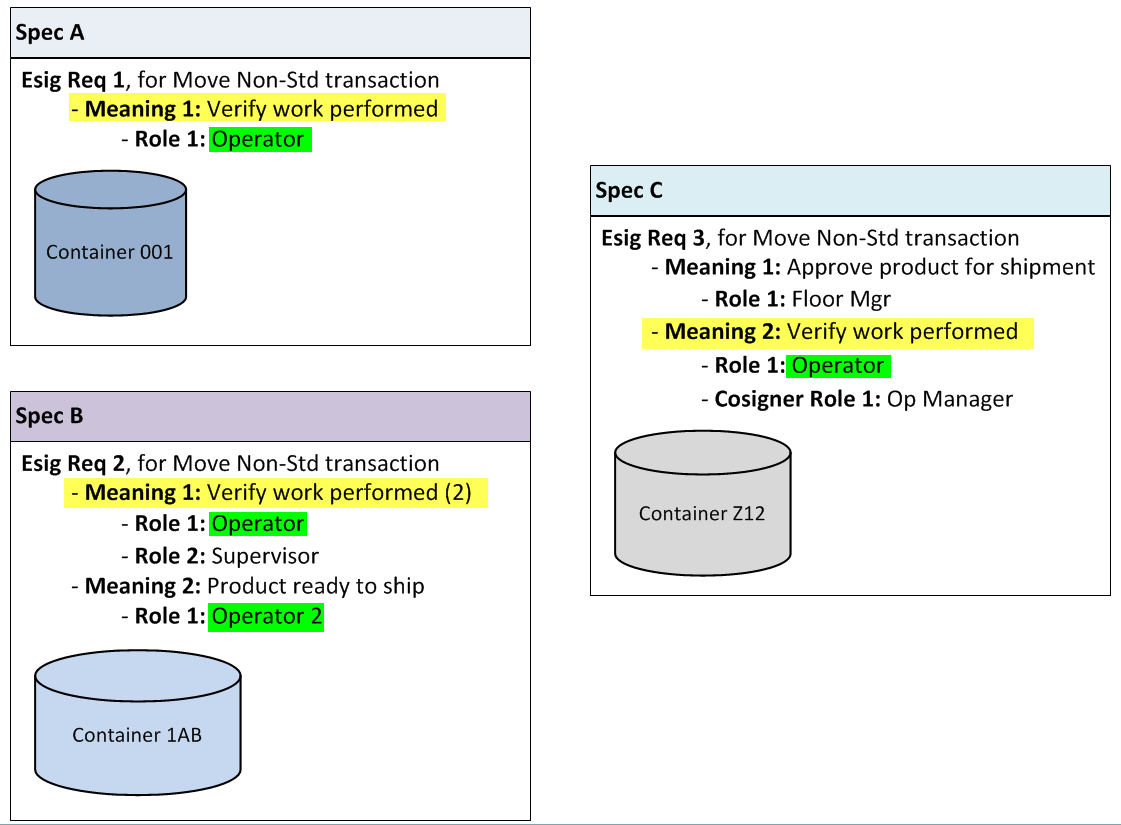 Spec A
Esig Req 1, for Move Non-Std transaction
- Meaning 1: Verify work performed
- Role 1: Operator
Container 001
Spec B
Esig Req 2, for Move Non-Std transaction
- Meaning 1: Verify work performed (2)
- Role 1: Operator
- Role 2: Supervisor
- Meaning 2: Product ready to ship
- Role 1: Operator 2
Container 1AB
Spec C
Esig Req 3, for Move Non-Std transaction
- Meaning 1: Approve product for shipment
- Role 1: Floor Mgr
- Meaning 2: Verify work performed
- Role 1: Operator
- Cosigner Role 1: Op Manager
Container Z12